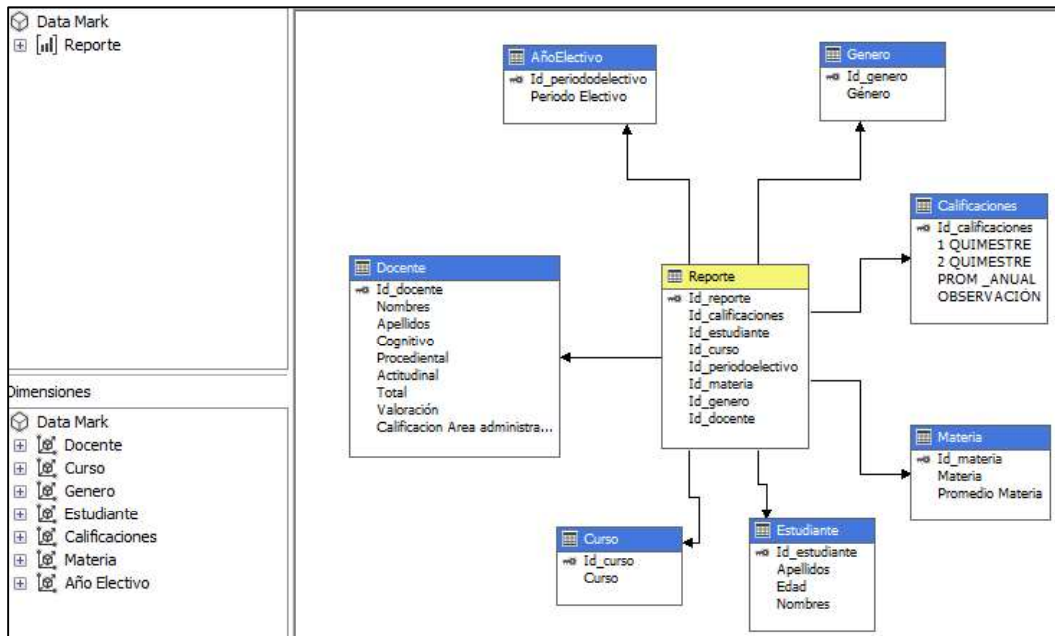 Data Mark
Reporte
Dimensiones
Data Mark
Docente
Curso
Genero
Estudiante
Calificaciones
Materia
Año Electivo
AñoElectivo
Id_periododelectivo
Periodo Electivo
Genero
Id_genero
Género
Calificaciones
Id_calificaciones
1 QUIMESTRE
2 QUIMESTRE
PROM _ANUAL
OBSERVACIÓN
Docente
Id_docente
Nombres
Apellidos
Cognitivo
Procediental
Actitudinal
Total
Valoración
Calificacion Area administra...
Reporte
Id_reporte
Id_calificaciones
Id_estudiante
Id_curso
Id_periodoelectivo
Id_materia
Id_genero
Id_docente
Materia
Id_materia
Materia
Promedio Materia
Curso
Id_curso
Curso
Estudiante
Id_estudiante
Apellidos
Edad
Nombres